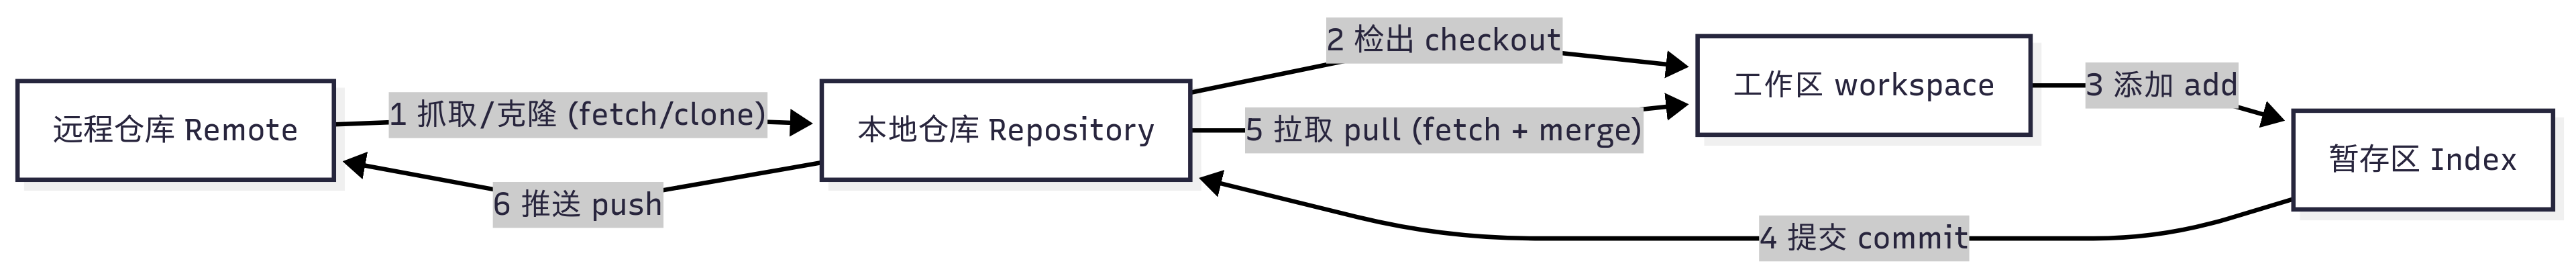 远程仓库 Remote
1 抓取/克隆 (fetch/clone)
6 推送 push
本地仓库 Repository
2 检出 checkout
5 拉取 pull (fetch + merge)
工作区 workspace
3 添加 add
暂存区 Index
4 提交 commit